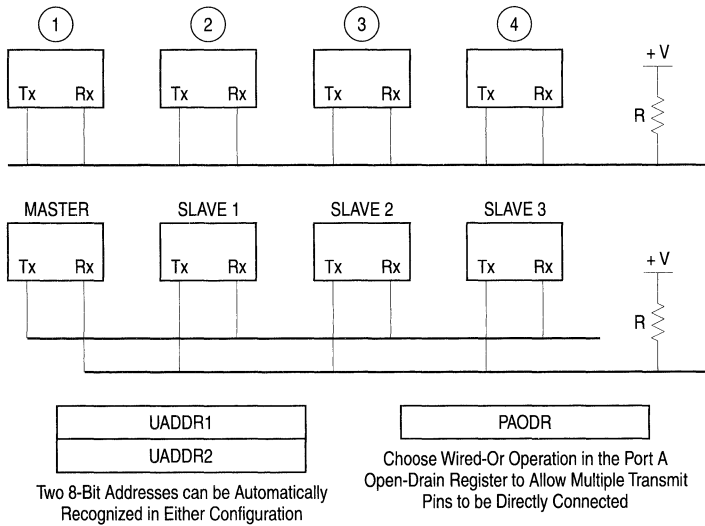 1 2 3 4
+ V
Tx Rx Tx Rx Tx Rx Tx Rx
R
MASTER SLAVE 1 SLAVE 2 SLAVE 3
+ V
Tx Rx Tx Rx Tx Rx Tx Rx
R
UADDR1
UADDR2
Two 8-Bit Addresses can be Automatically
Recognized in Either Configuration
PAODR
Choose Wired-Or Operation in the Port A
Open-Drain Register to Allow Multiple Transmit
Pins to be Directly Connected